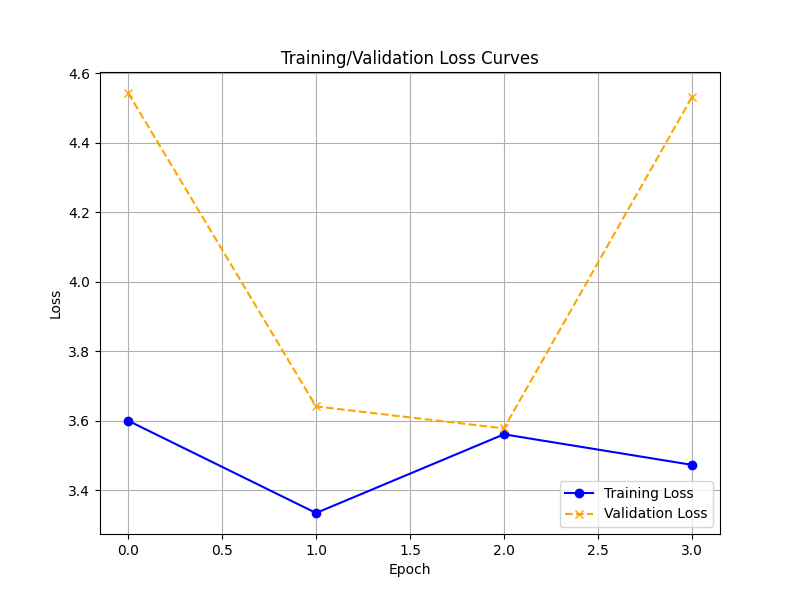 Training/Validation Loss Curves
4.6
4.4
4.2
4.0
3.8
3.6
3.4
Loss
0.0 0.5 1.0 1.5 2.0 2.5 3.0
Epoch
Training Loss
Validation Loss